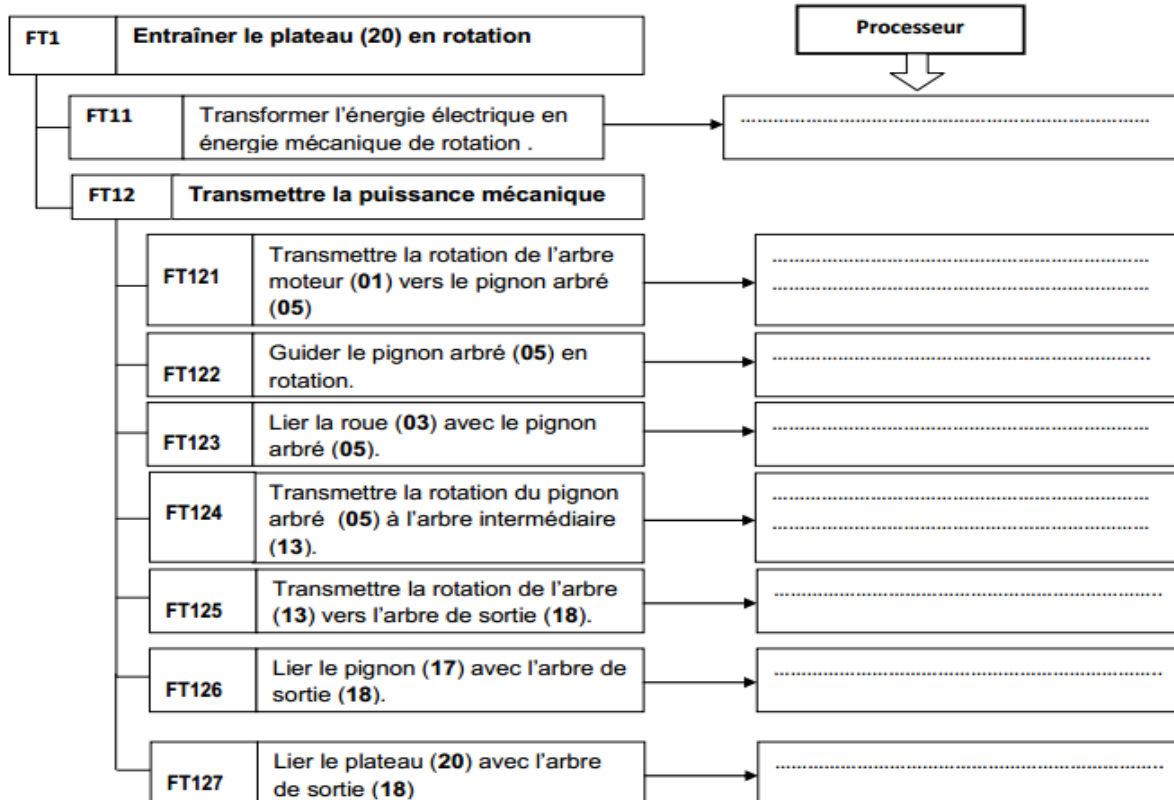 FT1
Entraîner le plateau (20) en rotation
Processeur
FT11
Transformer l'énergie électrique en
énergie mécanique de rotation .
................................................................
FT12
Transmettre la puissance mécanique
FT121
Transmettre la rotation de l'arbre
moteur (01) vers le pignon arbré
(05)
................................................................
................................................................
FT122
Guider le pignon arbré (05) en
rotation.
................................................................
FT123
Lier la roue (03) avec le pignon
arbré (05).
................................................................
FT124
Transmettre la rotation du pignon
arbré (05) à l'arbre intermédiaire
(13).
................................................................
................................................................
FT125
Transmettre la rotation de l'arbre
(13) vers l'arbre de sortie (18).
................................................................
FT126
Lier le pignon (17) avec l'arbre de
sortie (18).
................................................................
FT127
Lier le plateau (20) avec l'arbre
de sortie (18)
................................................................